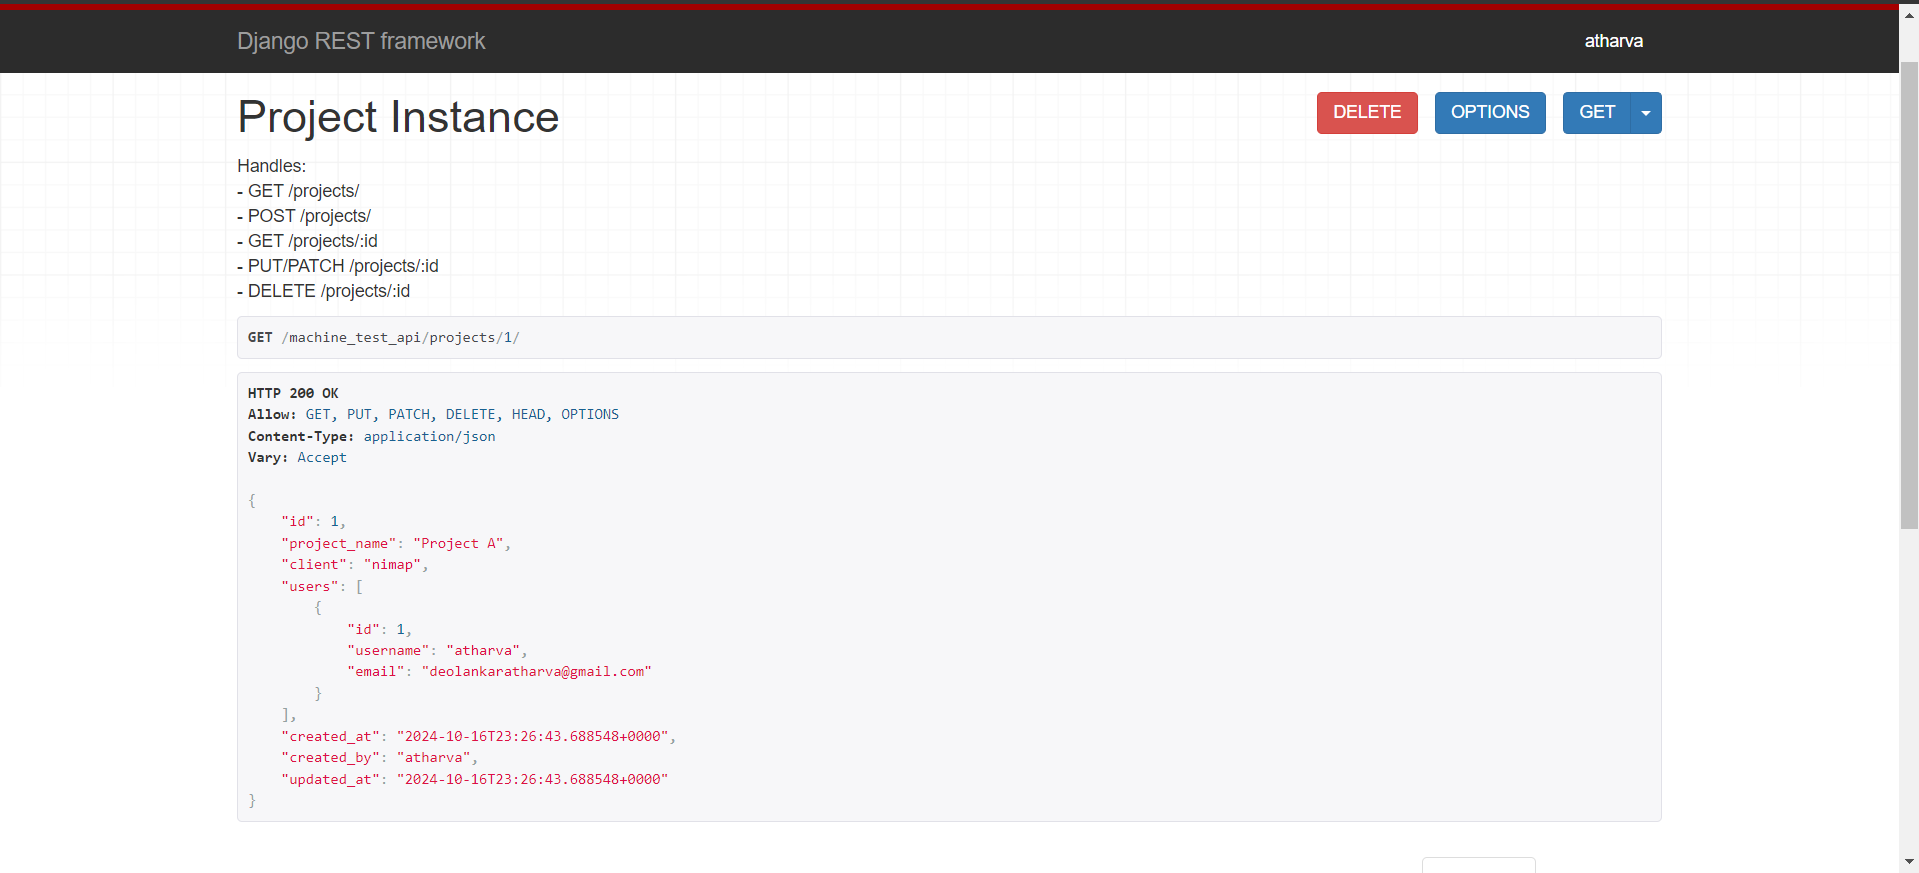 Django REST framework
atharva
Project Instance
DELETE
OPTIONS
GET
Handles:
- GET /projects/
- POST /projects/
- GET /projects/:id
- PUT/PATCH /projects/:id
- DELETE /projects/:id
GET /machine_test_api/projects/1/
HTTP 200 OK
Allow: GET, PUT, PATCH, DELETE, HEAD, OPTIONS
Content-Type: application/json
Vary: Accept
{
    "id": 1,
    "project_name": "Project A",
    "client": "nimap",
    "users": [
        {
            "id": 1,
            "username": "atharva",
            "email": "deolankaratharva@gmail.com"
        }
    ],
    "created_at": "2024-10-16T23:26:43.688548+0000",
    "created_by": "atharva",
    "updated_at": "2024-10-16T23:26:43.688548+0000"
}